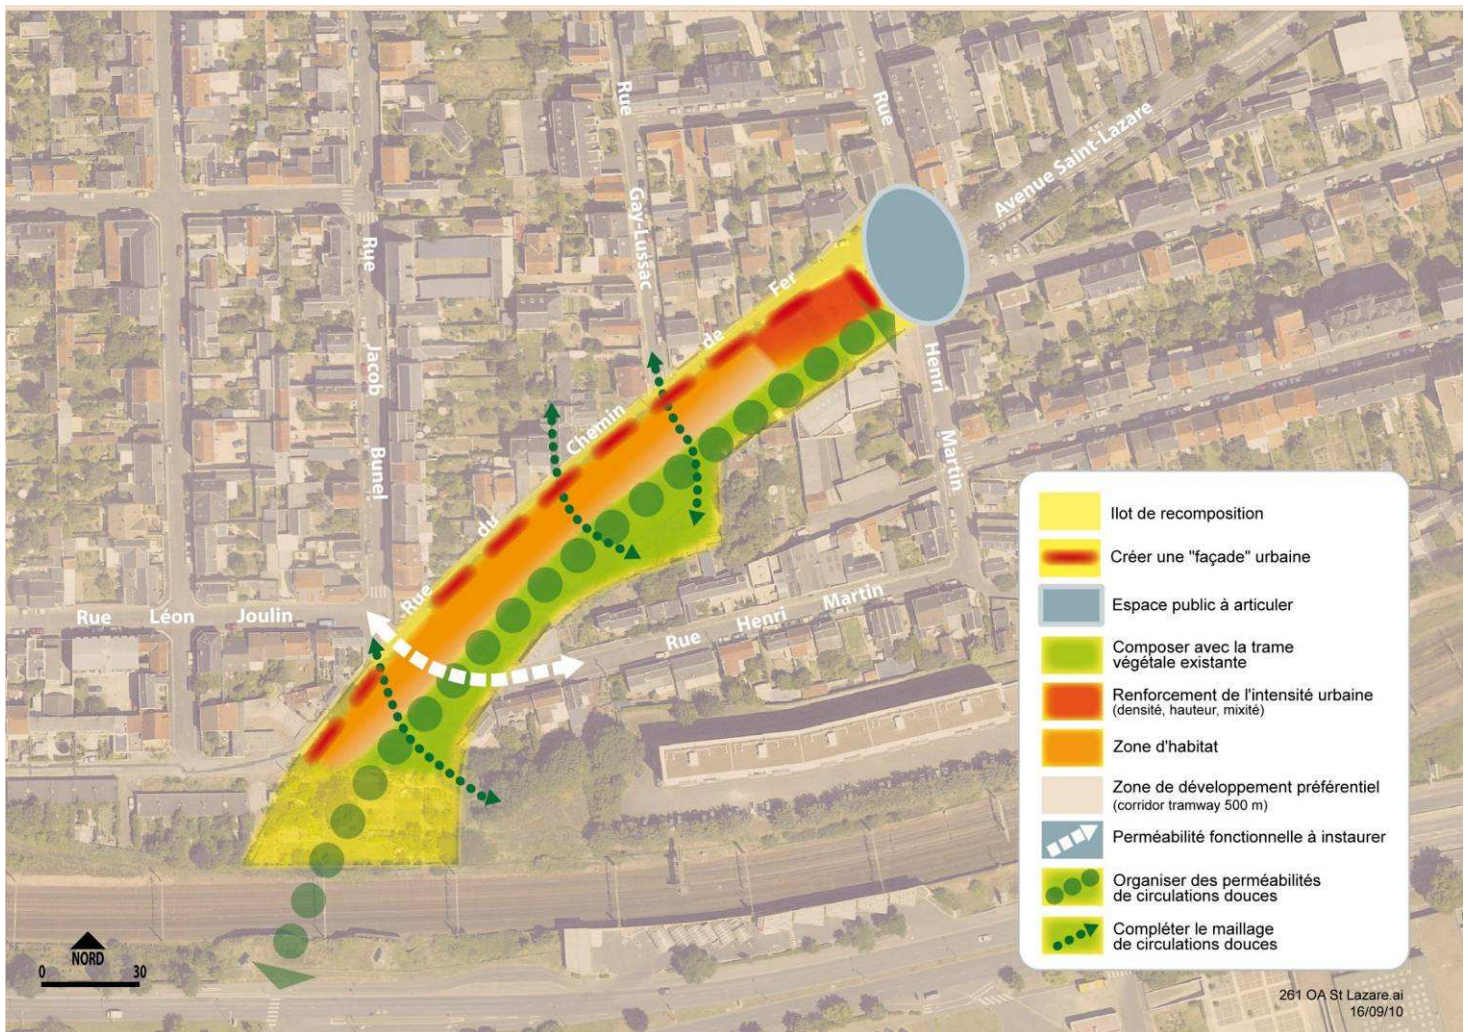 Rue
Gay-Lussac
Rue
Henri
Martin
Avenue Saint-Lazare
Rue
Jacob
Bunel
Rue
du
Chemin
de
Fer
Rue
Léon
Joulin
Rue
Henri
Martin
Ilot de recomposition
Créer une "façade" urbaine
Espace public à articuler
Composer avec la trame
végétale existante
Renforcement de l'intensité urbaine
(densité, hauteur, mixité)
Zone d'habitat
Zone de développement préférentiel
(corridor tramway 500 m)
Perméabilité fonctionnelle à instaurer
Organiser des perméabilités
de circulations douces
Compléter le maillage
de circulations douces
NORD
0 30
261 OA St Lazare.ai
16/09/10